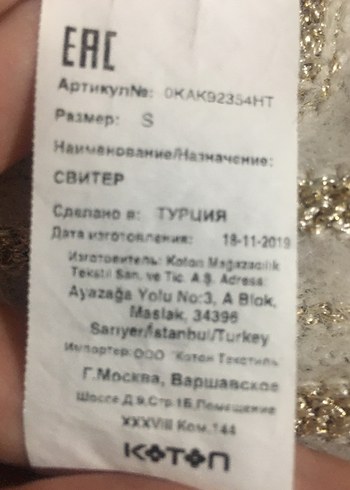 EAC
Артикул№: 0KAK92354HT
Размер: S
Наименование/Назначение:
СВИТЕР
Сделано в: ТУРЦИЯ
Дата изготовления: 18-11-2019
Изготовитель: Koton Mağazacılık
Tekstil San. ve Tic. A.Ş. Adress:
Ayazağa Yolu No:3, A Blok,
Maslak, 34396
Sarıyer/İstanbul/Turkey
Импортер:ООО "Котон Текстиль
Г.Москва, Варшавское
Шоссе,Д.9,Стр.1Б,Помещение
XXXVIII Ком.144
KOTON